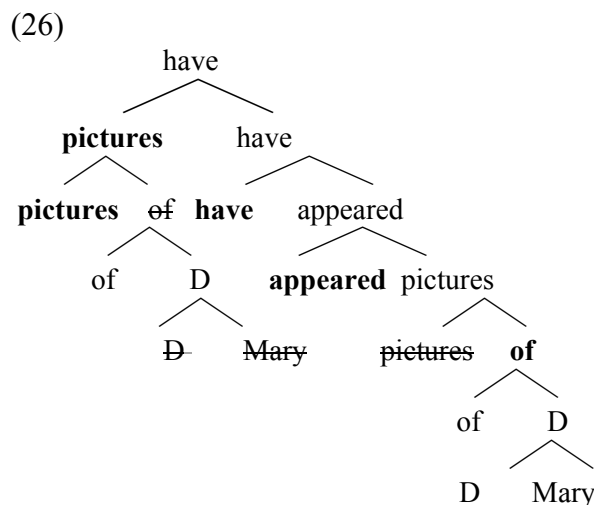 (26)
have
pictures have
pictures of have appeared
of D appeared pictures
D Mary pictures of
of D
D Mary